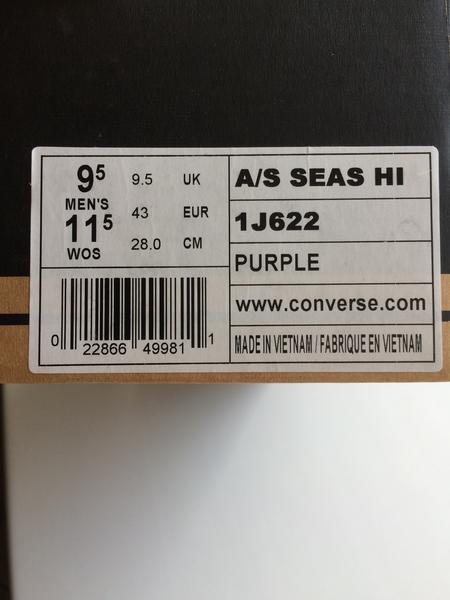 9⁵ 9.5 UK
MEN'S
43 EUR
11⁵
28.0 CM
WOS
0 22866 49981 1
A/S SEAS HI
1J622
PURPLE
www.converse.com
MADE IN VIETNAM / FABRIQUE EN VIETNAM